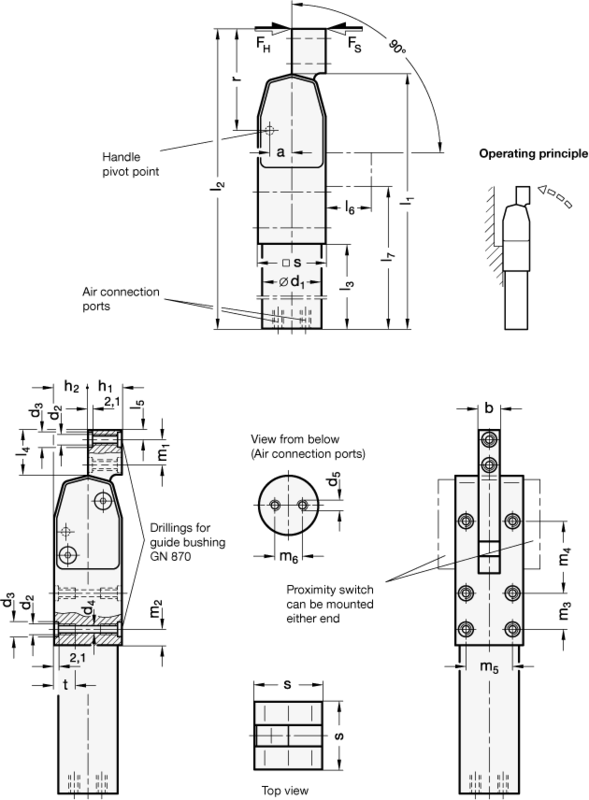 F_H
F_S
90°
r
Handle
pivot point
a
Operating principle
l_2
l_6
l_1
l_7
□ s
Ø d_1
l_3
Air connection
ports
h_2 h_1
2,1
d_3
d_2
l_5
l_4
m_1
b
View from below
(Air connection ports)
d_5
m_6
Drillings for
guide bushing
GN 870
d_3
d_2
d_4
m_2
2,1
t
Proximity switch
can be mounted
either end
m_4
m_3
m_5
s
s
Top view